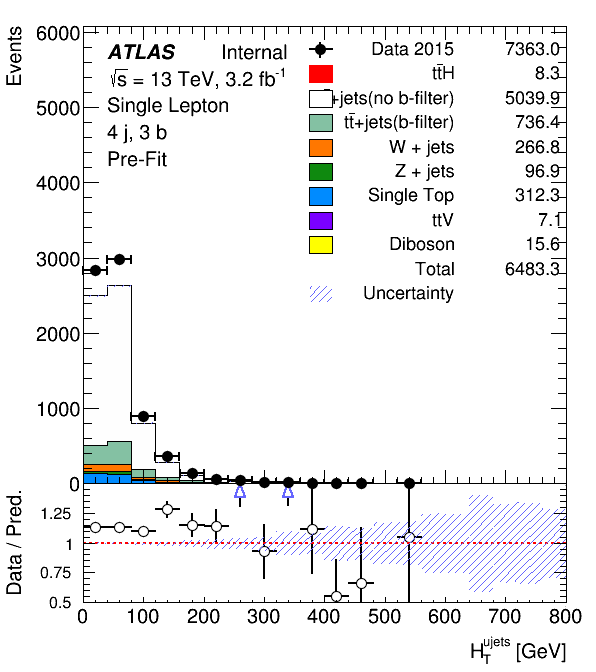 Events
6000
5000
4000
3000
2000
1000
0
ATLAS Internal
√s = 13 TeV, 3.2 fb⁻¹
Single Lepton
4 j, 3 b
Pre-Fit
Data 2015 7363.0
tt̄H 8.3
+jets(no b-filter) 5039.9
tt̄+jets(b-filter) 736.4
W + jets 266.8
Z + jets 96.9
Single Top 312.3
ttV 7.1
Diboson 15.6
Total 6483.3
Uncertainty
Data / Pred.
1.25
1
0.75
0.5
0 100 200 300 400 500 600 700 800
H_T^ujets [GeV]